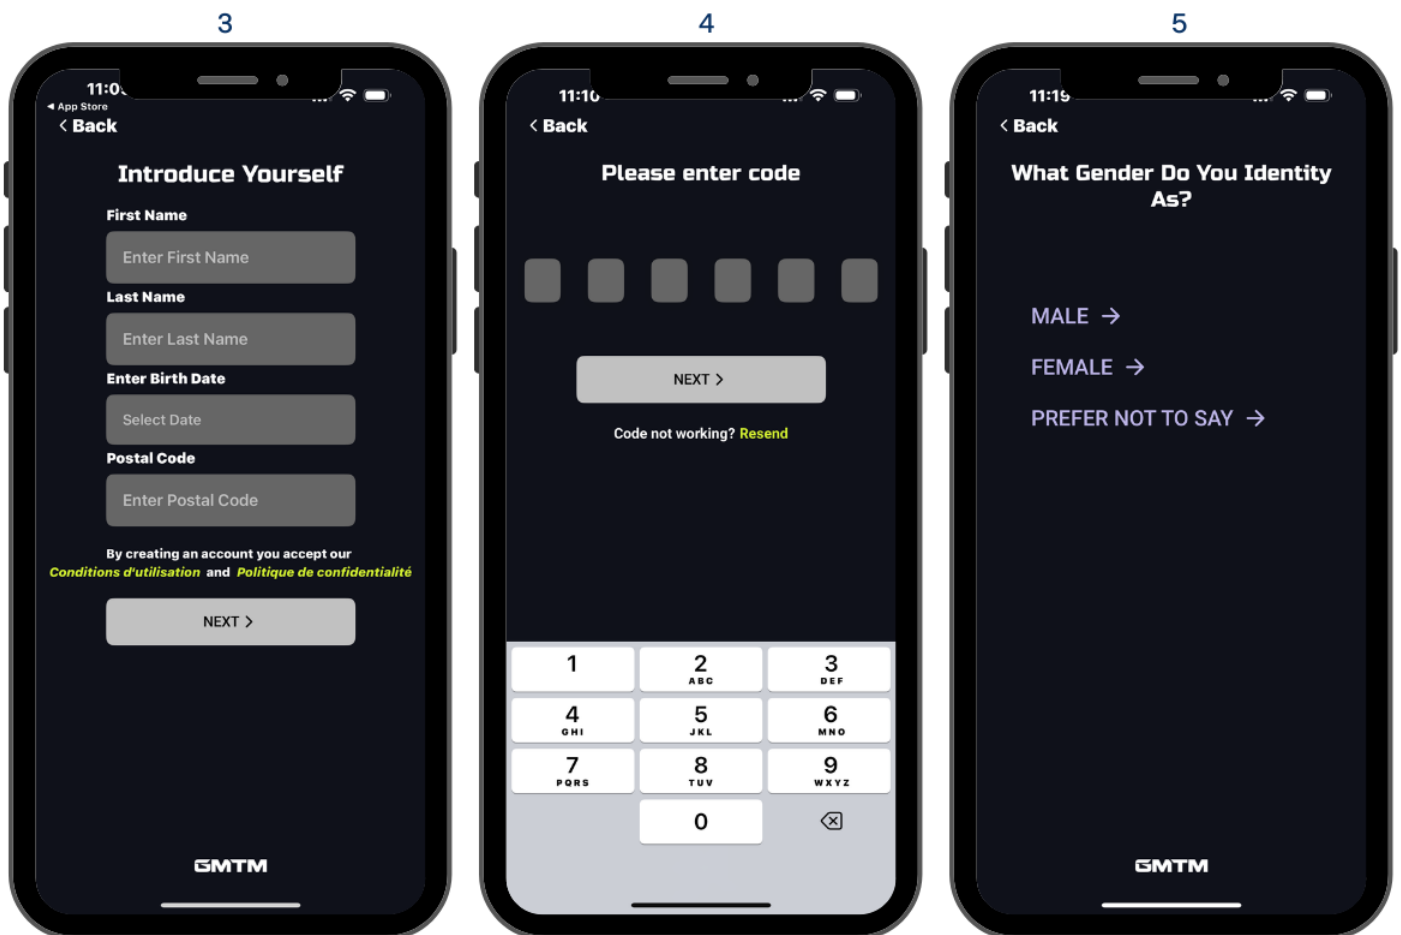 3
11:0
◀ App Store
< Back
Introduce Yourself
First Name
Enter First Name
Last Name
Enter Last Name
Enter Birth Date
Select Date
Postal Code
Enter Postal Code
By creating an account you accept our
Conditions d'utilisation and Politique de confidentialité
NEXT >
GMTM
4
11:10
< Back
Please enter code
NEXT >
Code not working? Resend
1
2
ABC
3
DEF
4
GHI
5
JKL
6
MNO
7
PQRS
8
TUV
9
WXYZ
0
5
11:19
< Back
What Gender Do You Identity
As?
MALE →
FEMALE →
PREFER NOT TO SAY →
GMTM